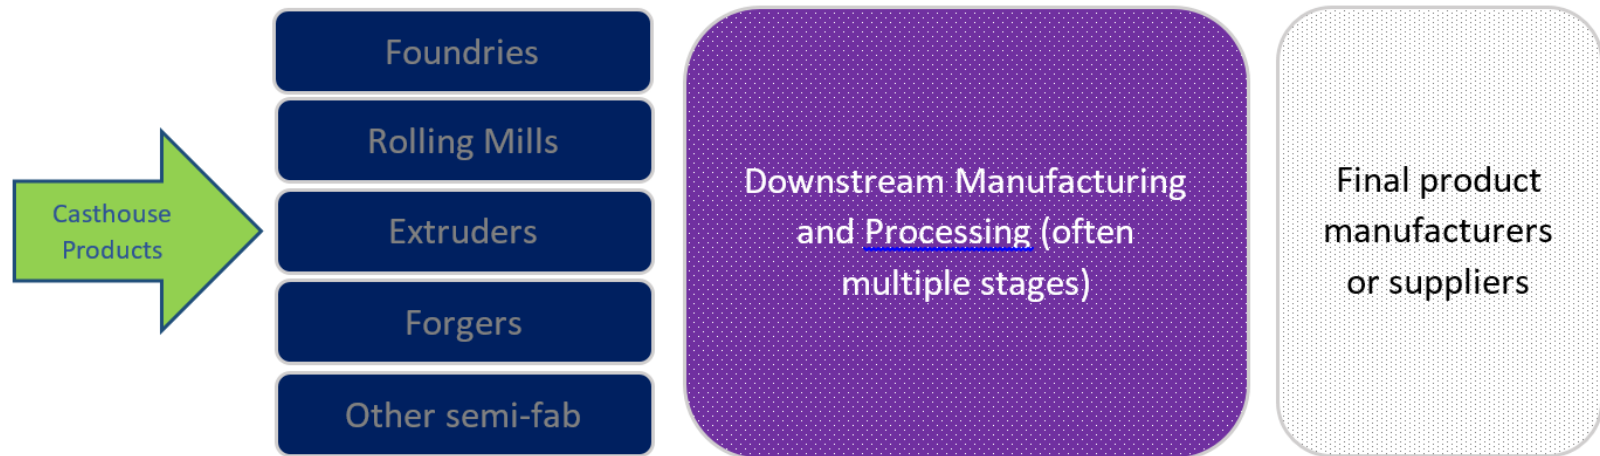 Casthouse
Products
Foundries
Rolling Mills
Extruders
Forgers
Other semi-fab
Downstream Manufacturing
and Processing (often
multiple stages)
Final product
manufacturers
or suppliers